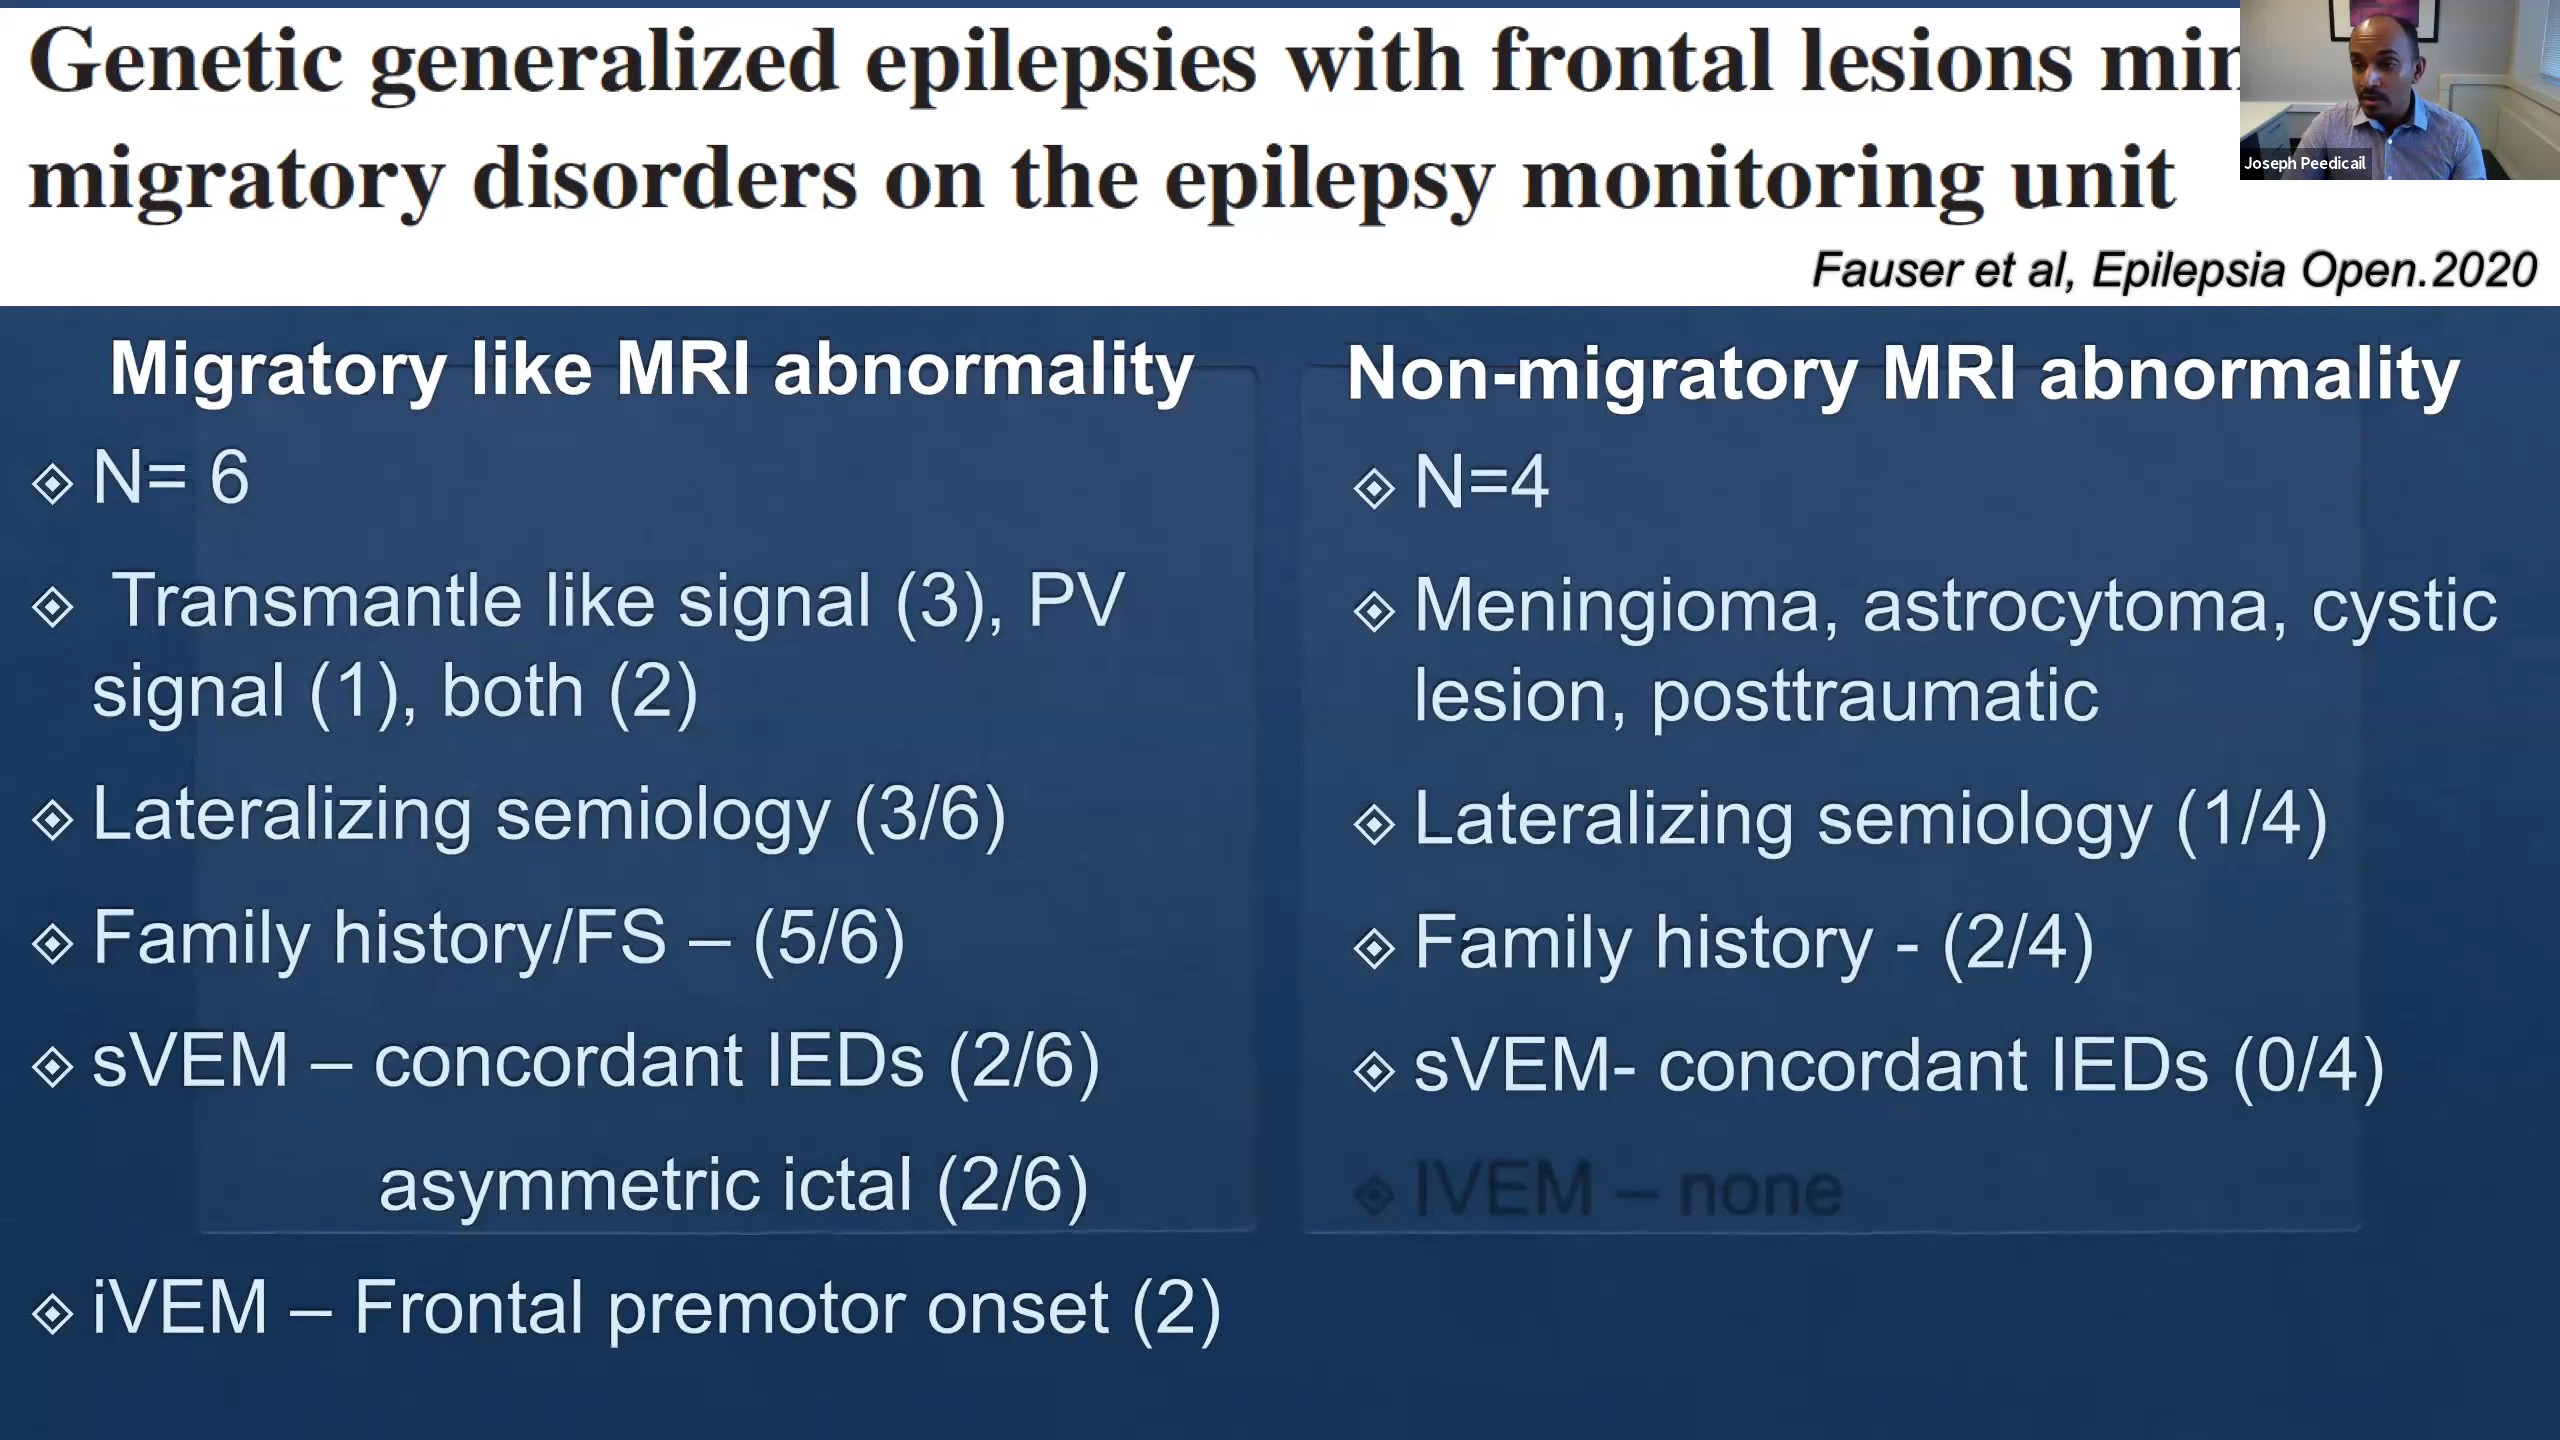 Genetic generalized epilepsies with frontal lesions
migratory disorders on the epilepsy monitoring unit
Joseph Peedicail
Fauser et al, Epilepsia Open.2020
Migratory like MRI abnormality
N= 6
Transmantle like signal (3), PV
signal (1), both (2)
Lateralizing semiology (3/6)
Family history/FS – (5/6)
sVEM – concordant IEDs (2/6)
asymmetric ictal (2/6)
iVEM – Frontal premotor onset (2)
Non-migratory MRI abnormality
N=4
Meningioma, astrocytoma, cystic
lesion, posttraumatic
Lateralizing semiology (1/4)
Family history - (2/4)
sVEM- concordant IEDs (0/4)
IVEM – none